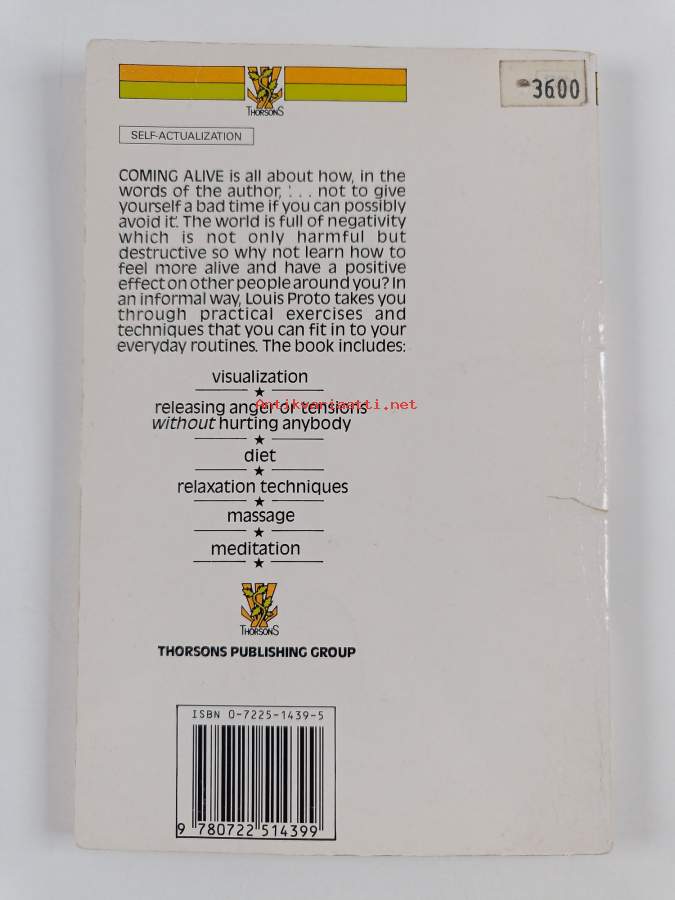 THORSONS
3600
SELF-ACTUALIZATION
COMING ALIVE is all about how, in the
words of the author, '. . . not to give
yourself a bad time if you can possibly
avoid it'. The world is full of negativity
which is not only harmful but
destructive so why not learn how to
feel more alive and have a positive
effect on other people around you? In
an informal way, Louis Proto takes you
through practical exercises and
techniques that you can fit in to your
everyday routines. The book includes:
visualization
Antikvariaatti.net
releasing anger or tensions
without hurting anybody
diet
relaxation techniques
massage
meditation
THORSONS
THORSONS PUBLISHING GROUP
ISBN 0-7225-1439-5
9 780722 514399